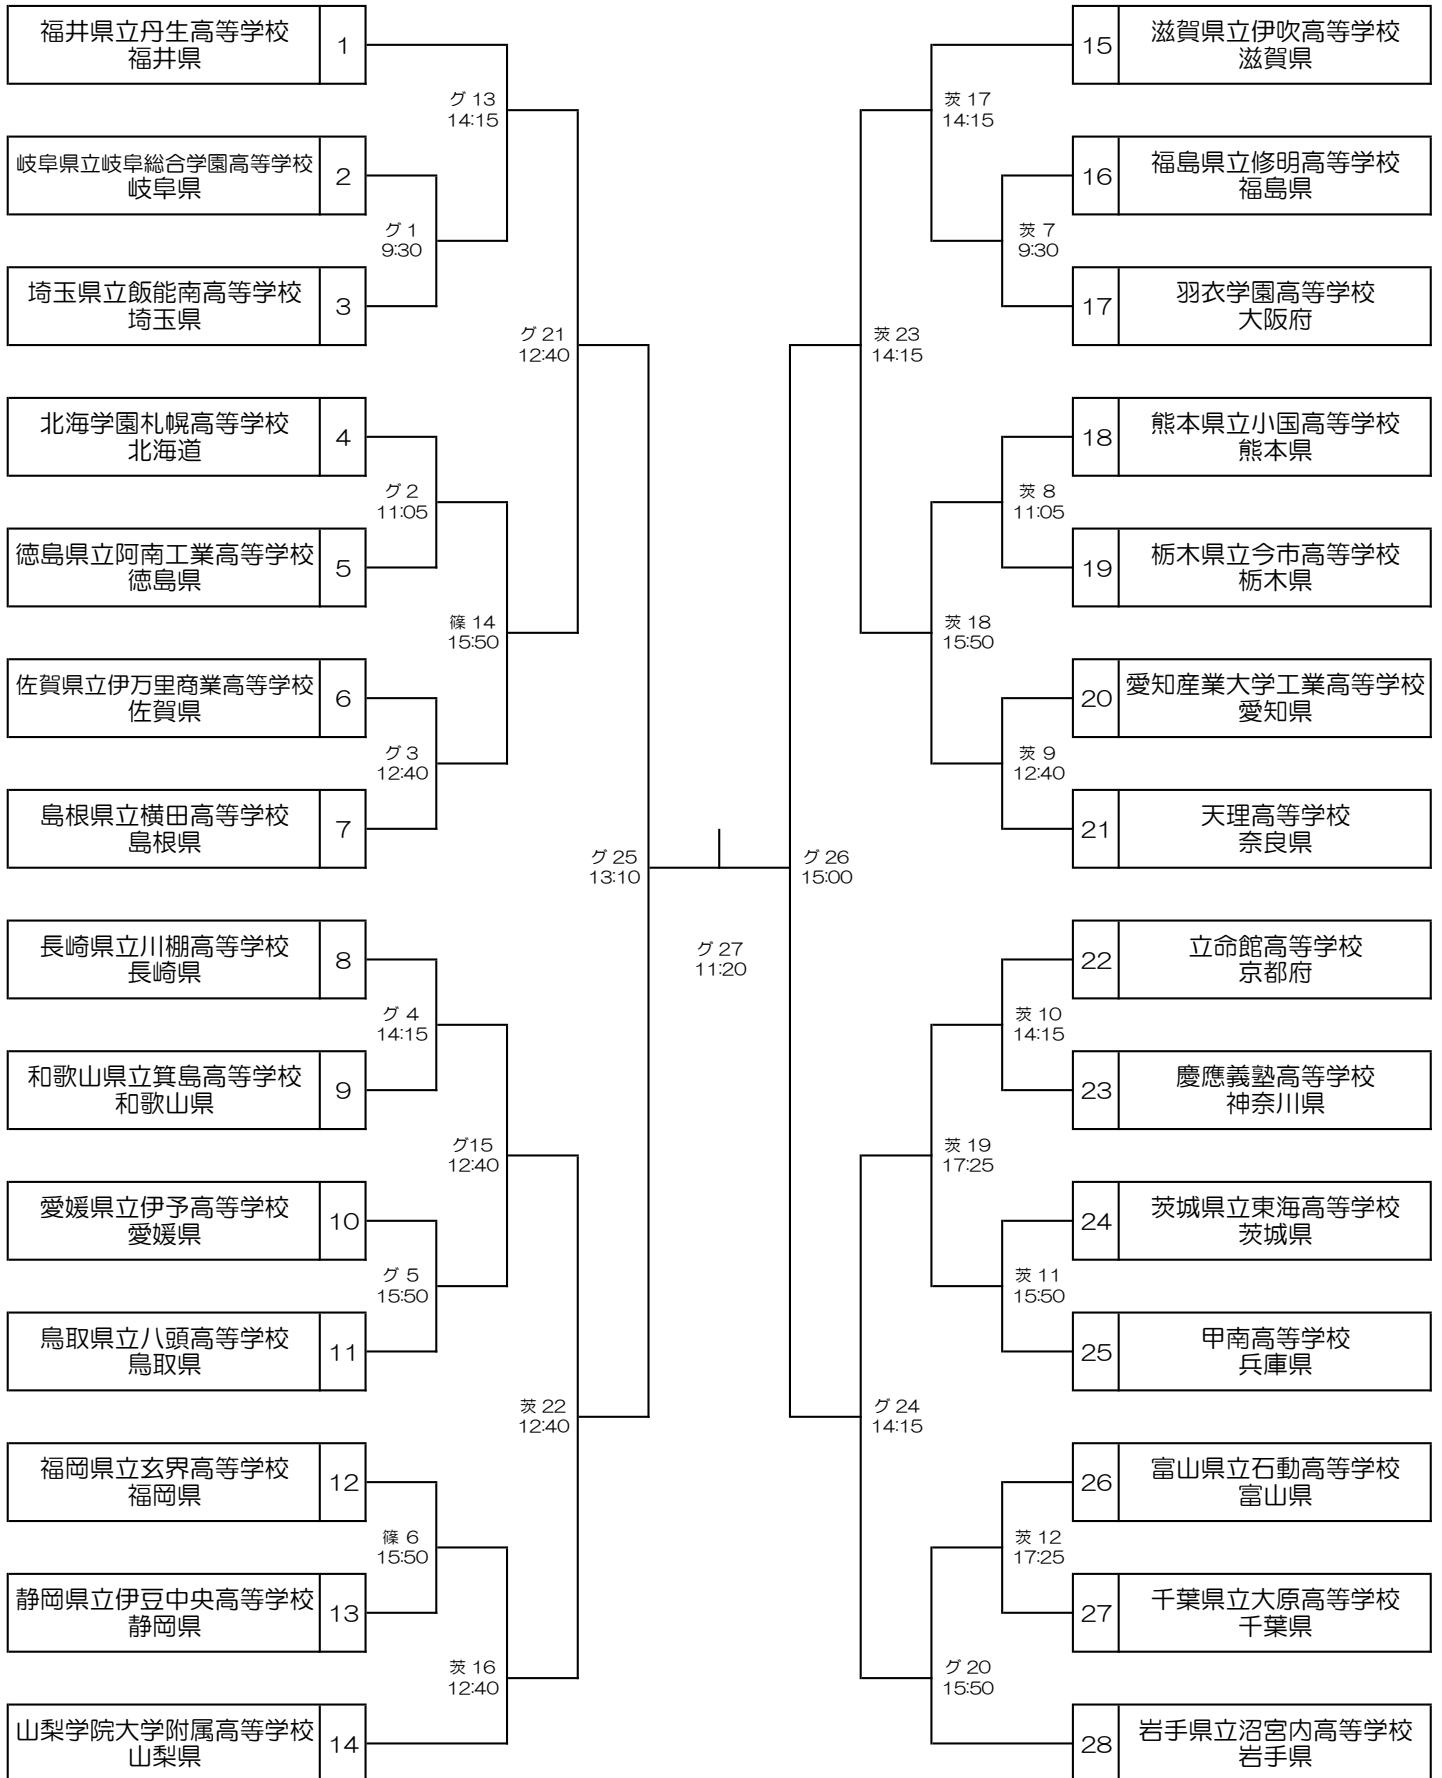 福井県立丹生高等学校
福井県
1
岐阜県立岐阜総合学園高等学校
岐阜県
2
埼玉県立飯能南高等学校
埼玉県
3
北海学園札幌高等学校
北海道
4
徳島県立阿南工業高等学校
徳島県
5
佐賀県立伊万里商業高等学校
佐賀県
6
島根県立横田高等学校
島根県
7
長崎県立川棚高等学校
長崎県
8
和歌山県立箕島高等学校
和歌山県
9
愛媛県立伊予高等学校
愛媛県
10
鳥取県立八頭高等学校
鳥取県
11
福岡県立玄界高等学校
福岡県
12
静岡県立伊豆中央高等学校
静岡県
13
山梨学院大学附属高等学校
山梨県
14
グ 1
9:30
グ 2
11:05
グ 3
12:40
グ 4
14:15
グ 5
15:50
篠 6
15:50
グ 13
14:15
篠 14
15:50
グ15
12:40
茨 16
12:40
グ 21
12:40
茨 22
12:40
グ 25
13:10
グ 27
11:20
グ 26
15:00
茨 23
14:15
グ 24
14:15
茨 17
14:15
茨 18
15:50
茨 19
17:25
グ 20
15:50
茨 7
9:30
茨 8
11:05
茨 9
12:40
茨 10
14:15
茨 11
15:50
茨 12
17:25
15
滋賀県立伊吹高等学校
滋賀県
16
福島県立修明高等学校
福島県
17
羽衣学園高等学校
大阪府
18
熊本県立小国高等学校
熊本県
19
栃木県立今市高等学校
栃木県
20
愛知産業大学工業高等学校
愛知県
21
天理高等学校
奈良県
22
立命館高等学校
京都府
23
慶應義塾高等学校
神奈川県
24
茨城県立東海高等学校
茨城県
25
甲南高等学校
兵庫県
26
富山県立石動高等学校
富山県
27
千葉県立大原高等学校
千葉県
28
岩手県立沼宮内高等学校
岩手県